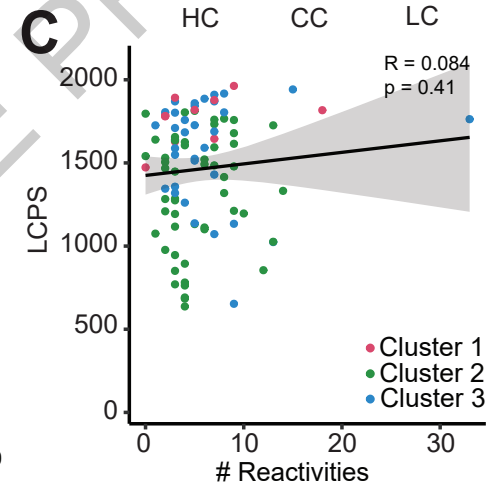 C
HC CC LC
R = 0.084
p = 0.41
2000
1500
1000
500
0
LCPS
Cluster 1
Cluster 2
Cluster 3
0 10 20 30
# Reactivities